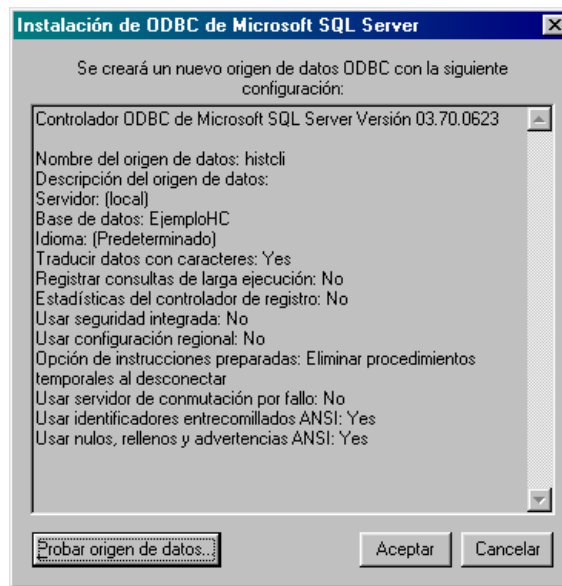 Instalación de ODBC de Microsoft SQL Server
Se creará un nuevo origen de datos ODBC con la siguiente
configuración:
Controlador ODBC de Microsoft SQL Server Versión 03.70.0623
Nombre del origen de datos: histcli
Descripción del origen de datos:
Servidor: (local)
Base de datos: EjemploHC
Idioma: (Predeterminado)
Traducir datos con caracteres: Yes
Registrar consultas de larga ejecución: No
Estadísticas del controlador de registro: No
Usar seguridad integrada: No
Usar configuración regional: No
Opción de instrucciones preparadas: Eliminar procedimientos
temporales al desconectar
Usar servidor de conmutación por fallo: No
Usar identificadores entrecomillados ANSI: Yes
Usar nulos, rellenos y advertencias ANSI: Yes
Probar origen de datos... Aceptar Cancelar